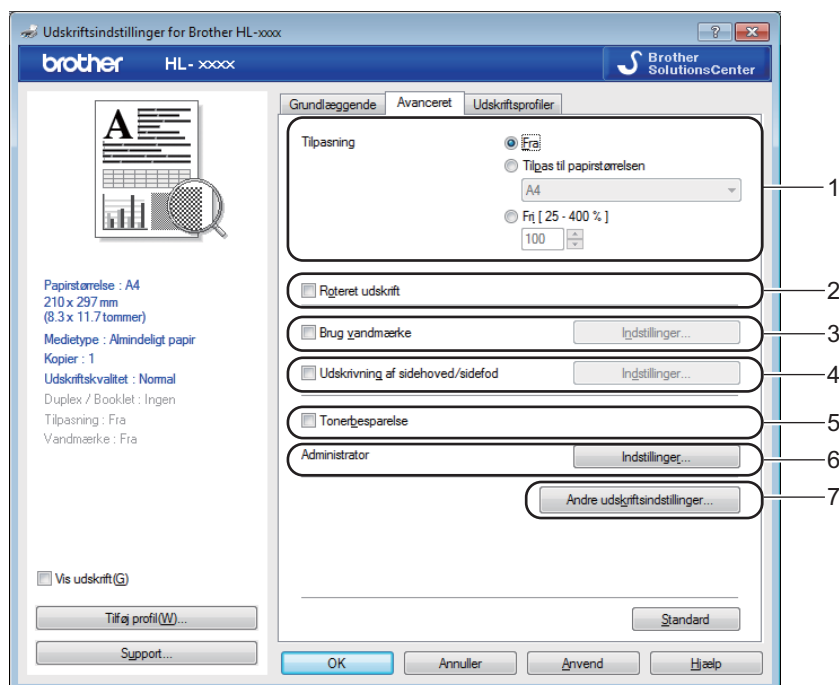 Udskriftsindstillinger for Brother HL-xxxx
brother HL- xxxx
Brother
SolutionsCenter
Grundlæggende Avanceret Udskriftsprofiler
A
Tilpasning
Fra
Tilpas til papirstørrelsen
A4
Fri [ 25 - 400 % ]
100
1
Roteret udskrift
2
Brug vandmærke Indstillinger...
3
Udskrivning af sidehoved/sidefod Indstillinger...
4
Tonerbesparelse
5
Administrator Indstillinger...
6
Andre udskriftsindstillinger...
7
Papirstørrelse : A4
210 x 297 mm
(8.3 x 11.7 tommer)
Medietype : Almindeligt papir
Kopier : 1
Udskriftskvalitet : Normal
Duplex / Booklet : Ingen
Tilpasning : Fra
Vandmærke : Fra
Vis udskrift(G)
Tilføj profil(W)...
Support...
Standard
OK Annuller Anvend Hjælp